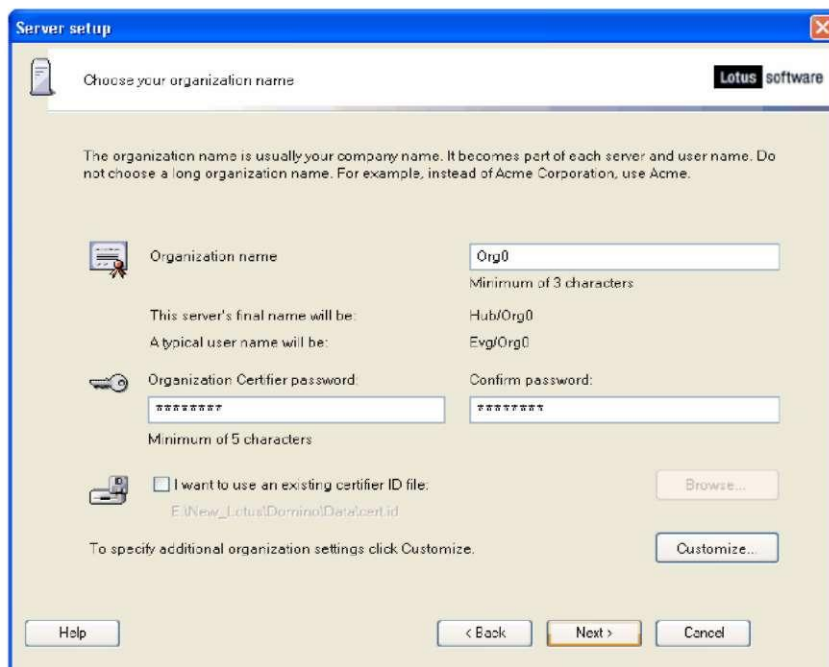 Server setup
Choose your organization name
Lotus software
The organization name is usually your company name. It becomes part of each server and user name. Do
not choose a long organization name. For example, instead of Acme Corporation, use Acme.
Organization name
Org0
Minimum of 3 characters
This server's final name will be:
Hub/Org0
A typical user name will be:
Evg/Org0
Organization Certifier password:
Confirm password:
********
********
Minimum of 5 characters
I want to use an existing certifier ID file:
Browse...
E:\New_Lotus\Domino\Data\cert.id
To specify additional organization settings click Customize.
Customize...
Help
< Back
Next >
Cancel